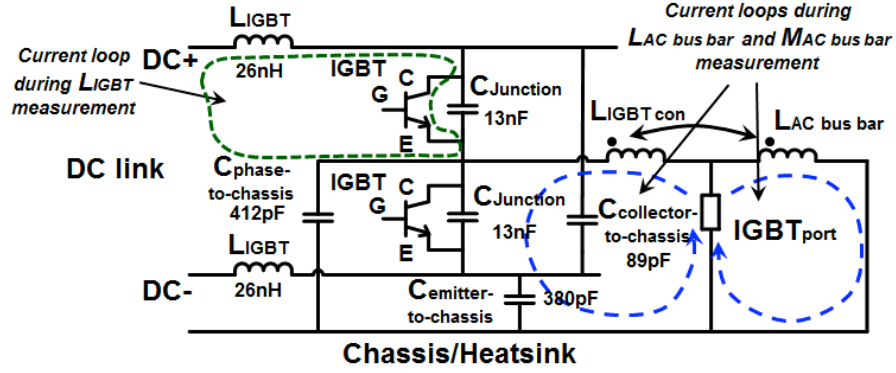 LIGBT
DC+
26nH
Current loop
during LIGBT
measurement
IGBT
C
G
E
CJunction
13nF
Current loops during
LAC bus bar and MAC bus bar
measurement
LIGBT con
LAC bus bar
DC link
Cphase-
to-chassis
412pF
IGBT
C
G
E
CJunction
13nF
Ccollector-
to-chassis
89pF
IGBTport
LIGBT
DC-
26nH
Cemitter-
to-chassis
380pF
Chassis/Heatsink